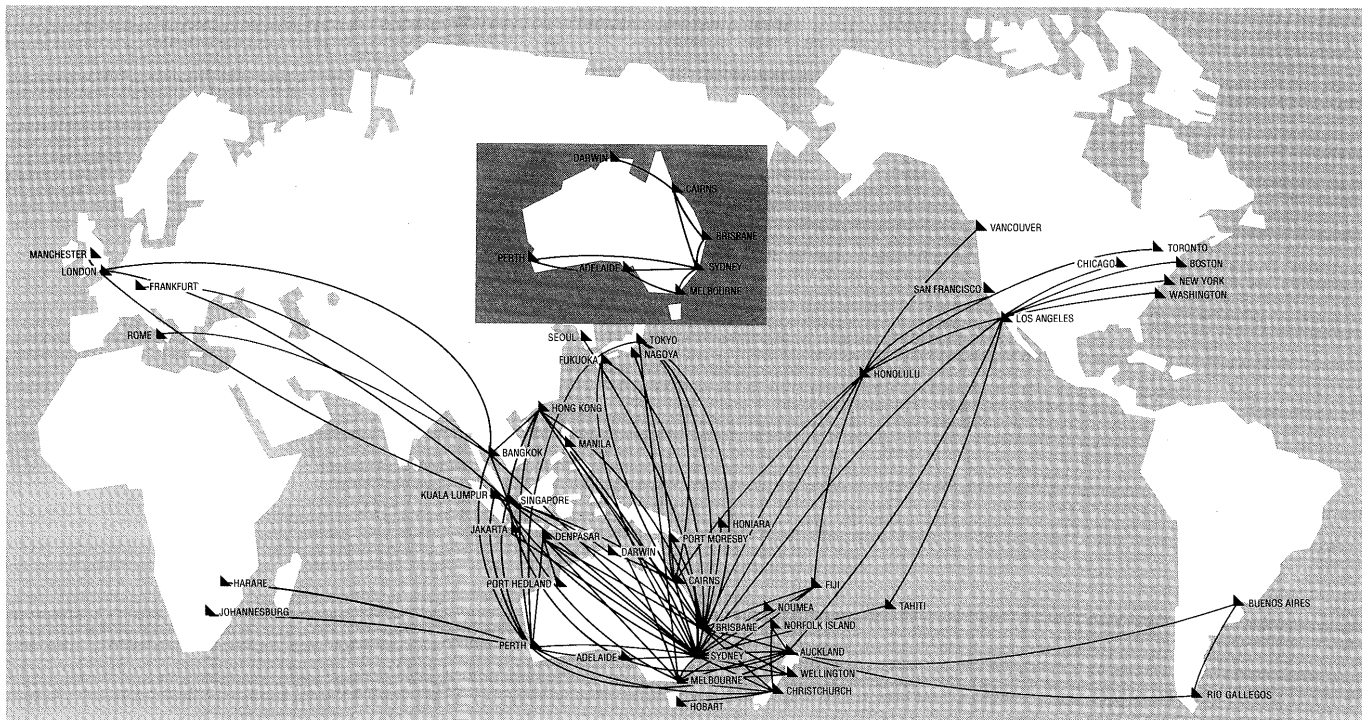 DARWIN
CAIRNS
BRISBANE
PERTH
ADELAIDE
SYDNEY
MELBOURNE
VANCOUVER
MANCHESTER
TORONTO
LONDON
CHICAGO
BOSTON
FRANKFURT
SAN FRANCISCO
NEW YORK
WASHINGTON
LOS ANGELES
ROME
SEOUL
TOKYO
NAGOYA
FUKUOKA
HONOLULU
HONG KONG
MANILA
BANGKOK
KUALA LUMPUR
SINGAPORE
HONIARA
JAKARTA
DENPASAR
PORT MORESBY
DARWIN
HARARE
PORT HEDLAND
CAIRNS
FIJI
JOHANNESBURG
NOUMEA
TAHITI
BUENOS AIRES
BRISBANE
NORFOLK ISLAND
PERTH
ADELAIDE
SYDNEY
AUCKLAND
MELBOURNE
WELLINGTON
CHRISTCHURCH
RIO GALLEGOS
HOBART